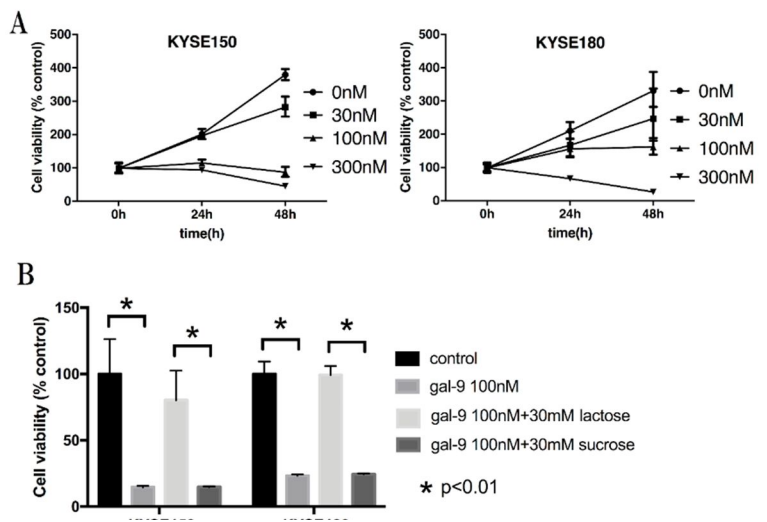 A
KYSE150
Cell viability (% control)
500
400
300
200
100
0
0h
24h
48h
time(h)
0nM
30nM
100nM
300nM
KYSE180
Cell viability (% control)
500
400
300
200
100
0
0h
24h
48h
time(h)
0nM
30nM
100nM
300nM
B
Cell viability (% control)
150
100
50
0
*
*
*
*
control
gal-9 100nM
gal-9 100nM+30mM lactose
gal-9 100nM+30mM sucrose
* p<0.01